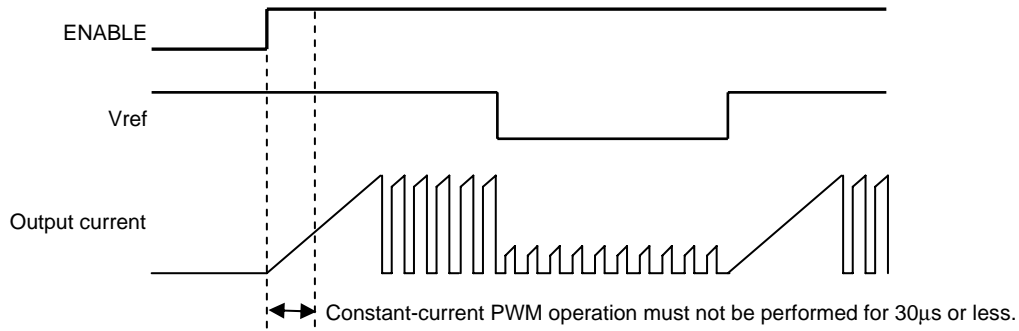 ENABLE
Vref
Output current
Constant-current PWM operation must not be performed for 30μs or less.